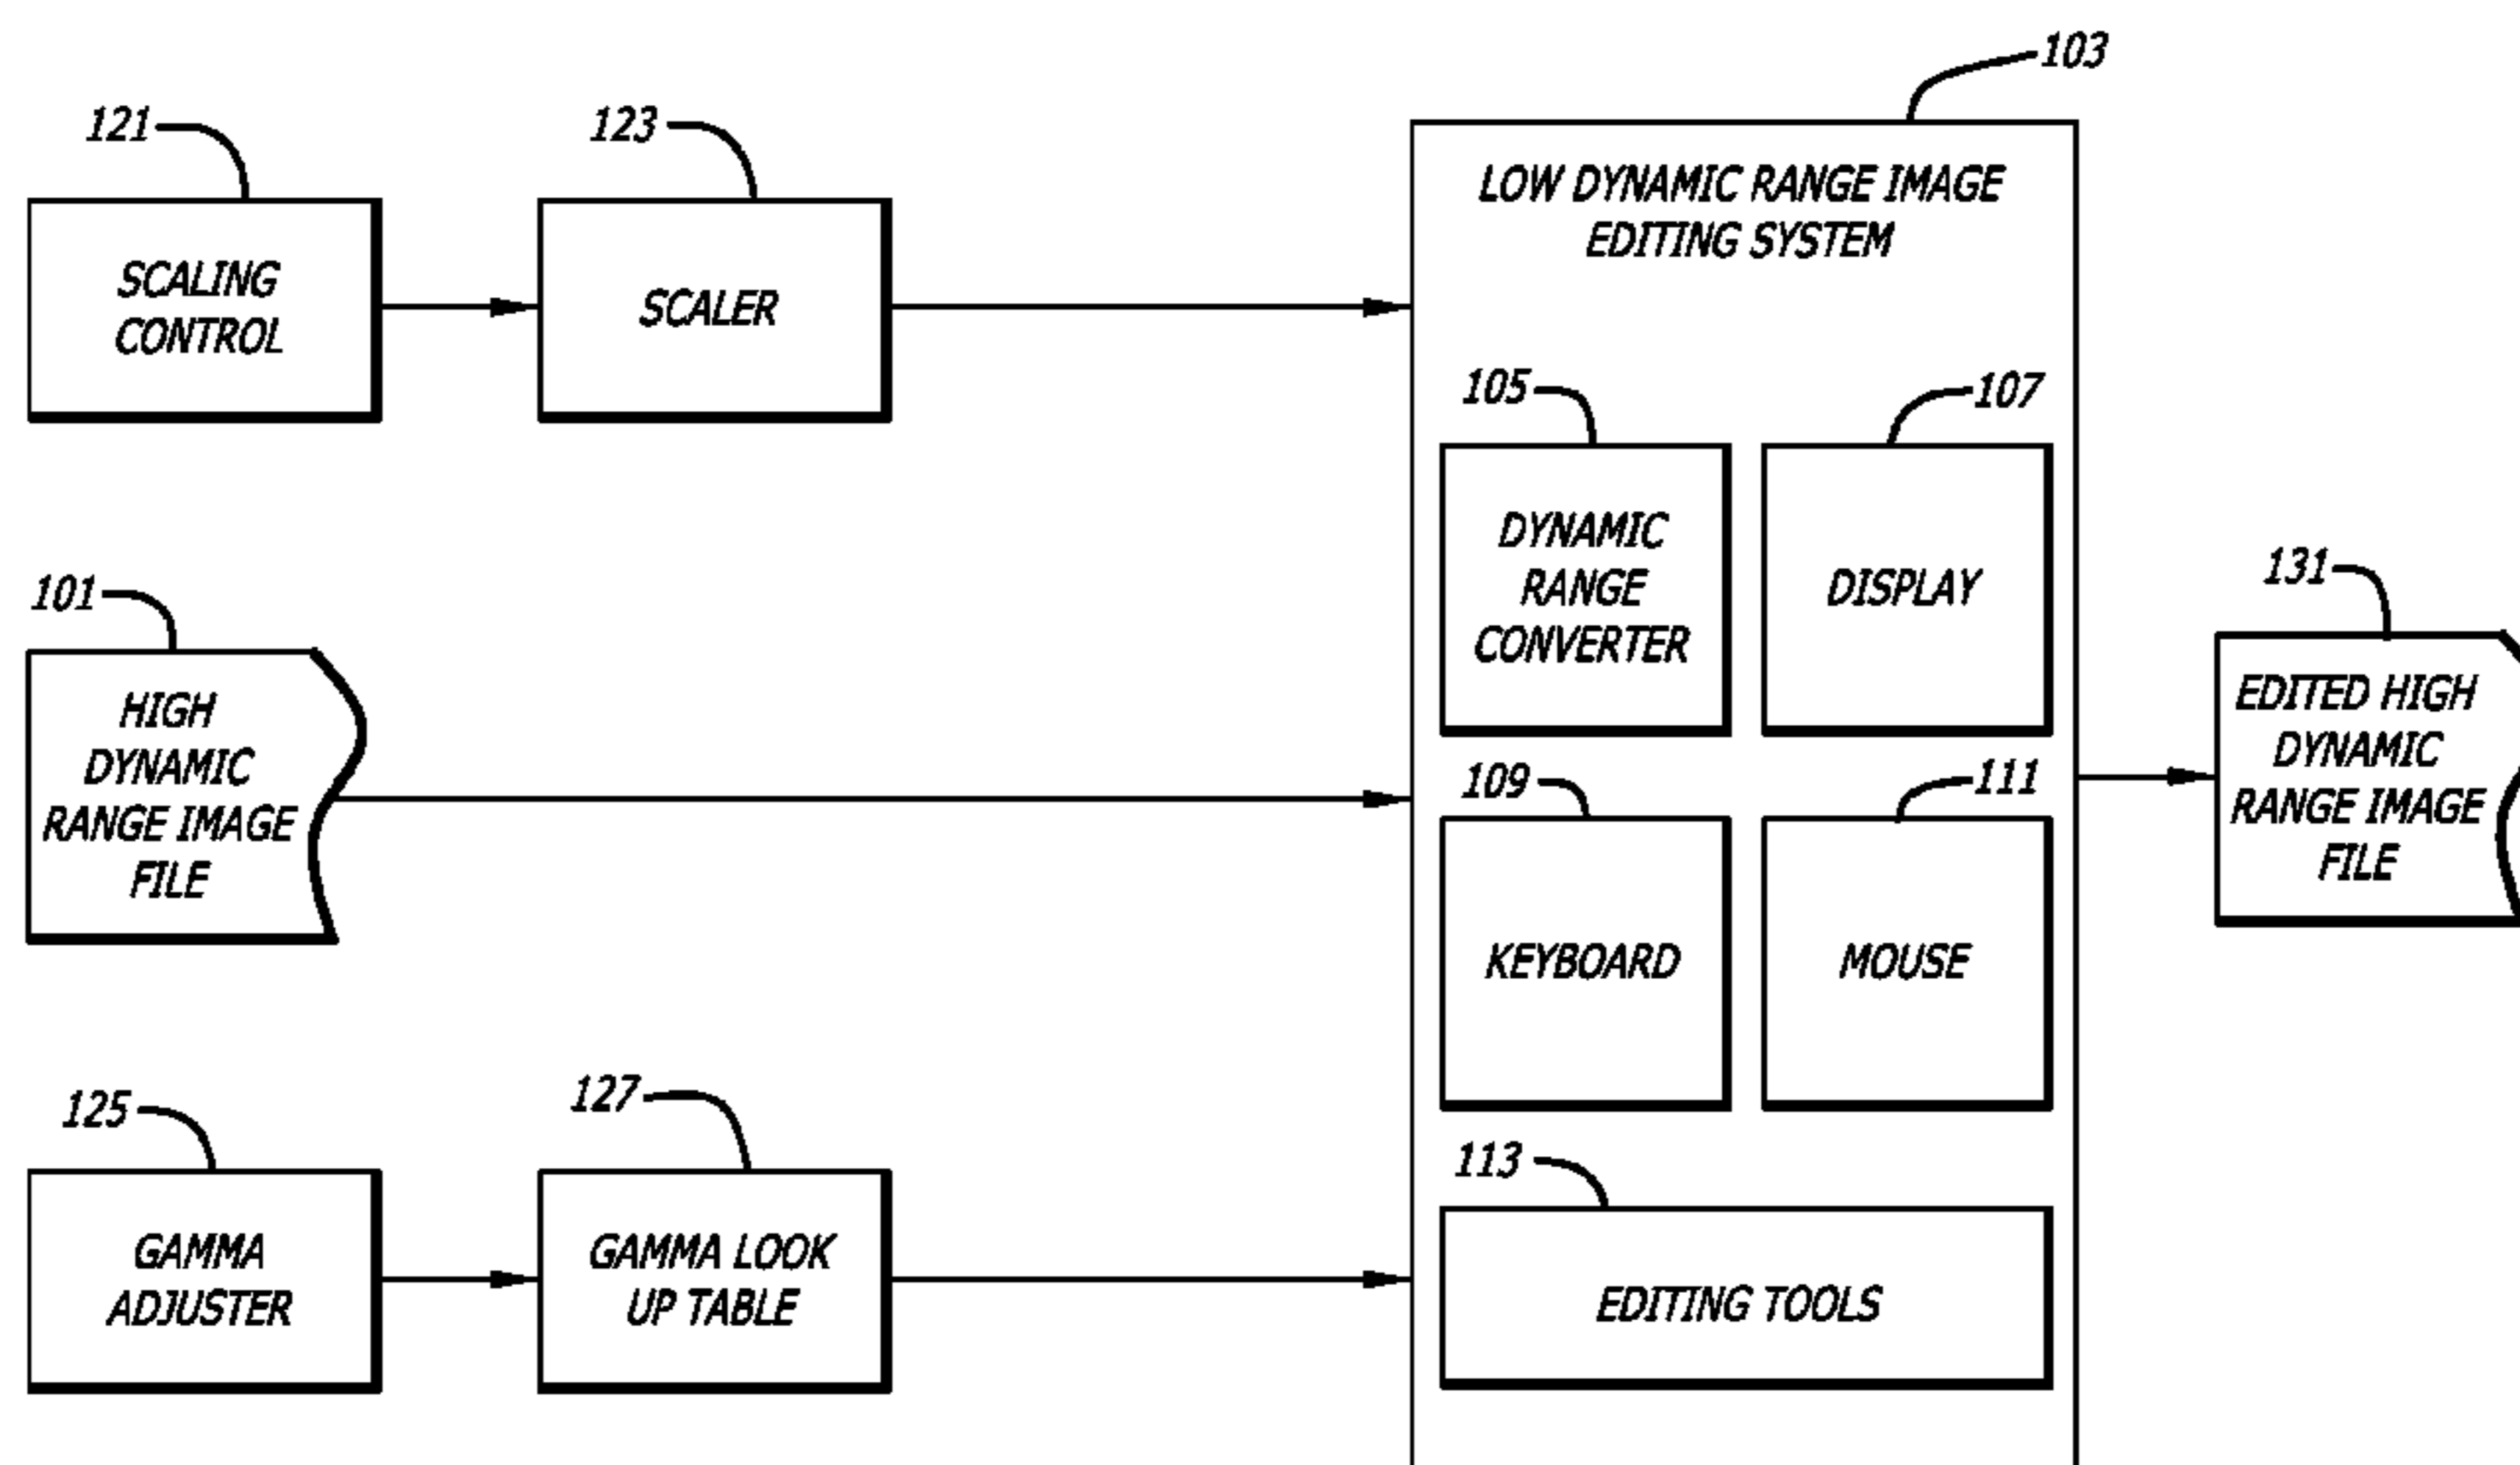 103
121
123
LOW DYNAMIC RANGE IMAGE
EDITING SYSTEM
SCALING
CONTROL
SCALER
105
107
DYNAMIC
RANGE
CONVERTER
DISPLAY
101
131
HIGH
DYNAMIC
RANGE IMAGE
FILE
EDITED HIGH
DYNAMIC
RANGE IMAGE
FILE
109
111
KEYBOARD
MOUSE
125
127
113
GAMMA
ADJUSTER
GAMMA LOOK
UP TABLE
EDITING TOOLS